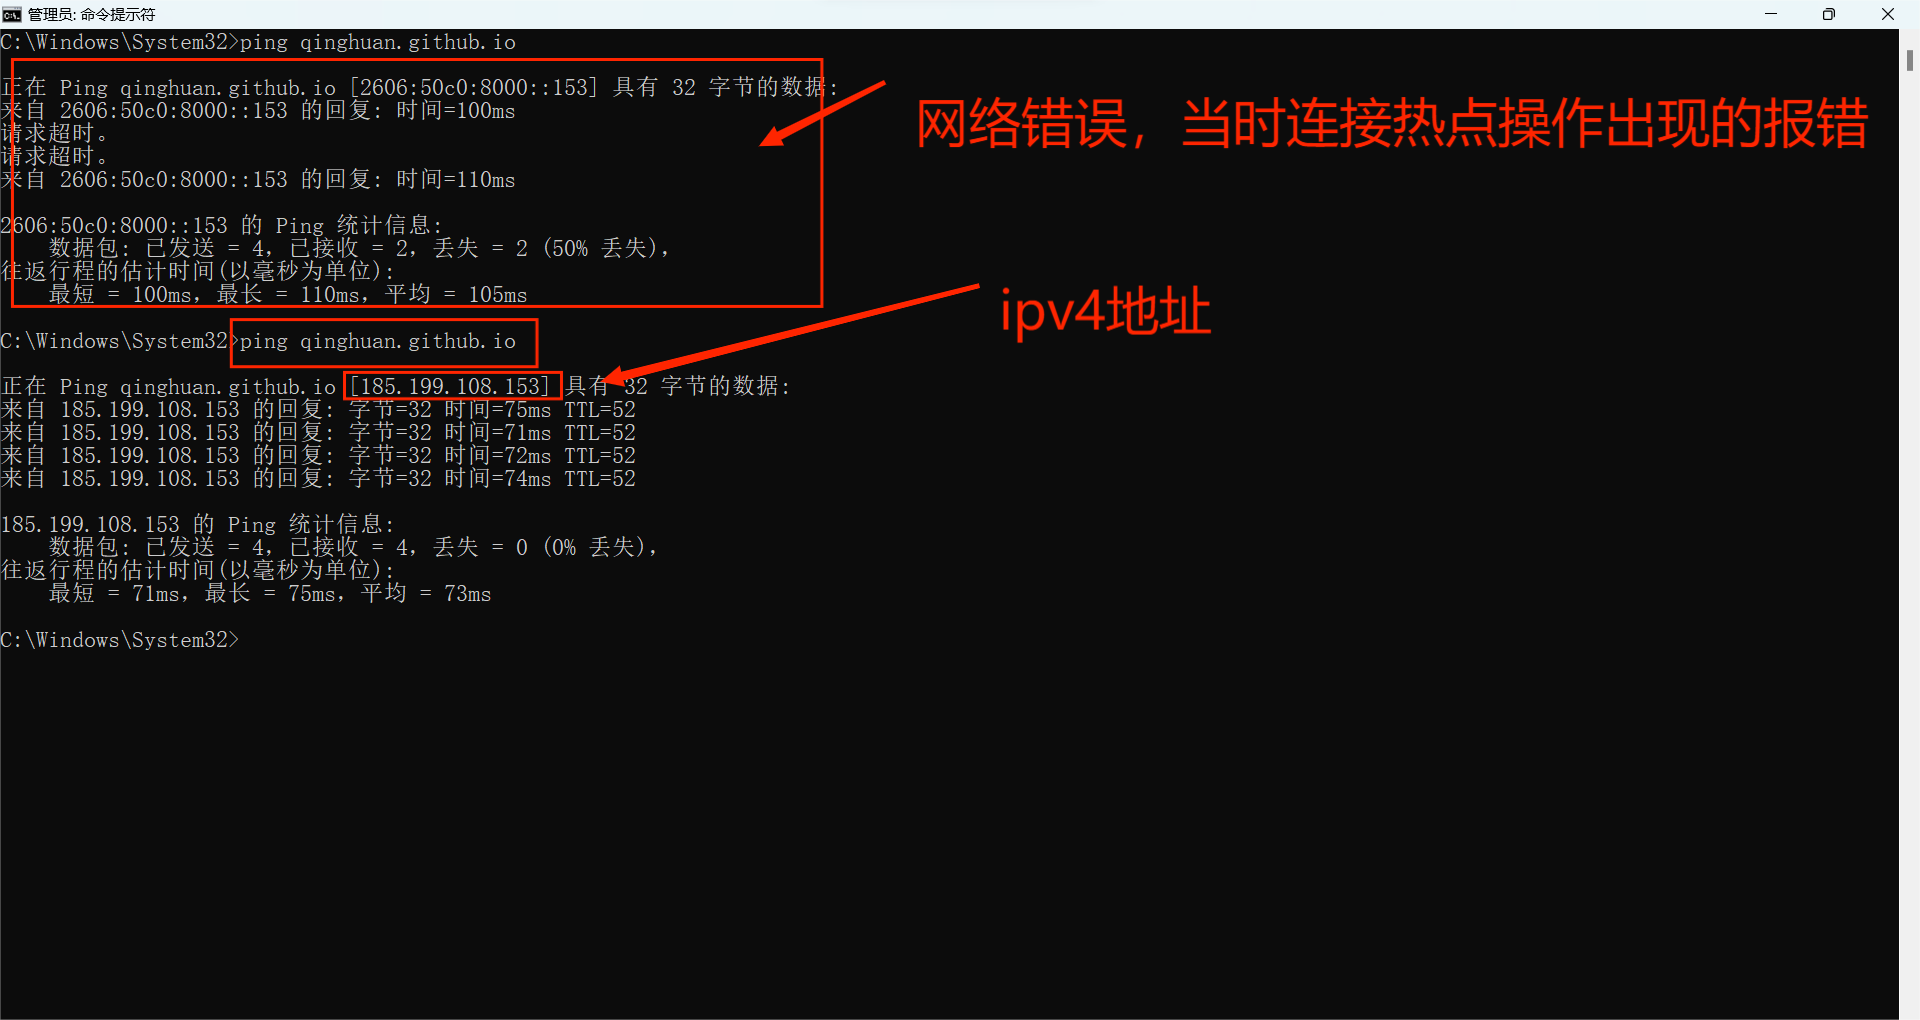 管理员: 命令提示符
C:\Windows\System32>ping qinghuan.github.io
正在 Ping qinghuan.github.io [2606:50c0:8000::153] 具有 32 字节的数据:
来自 2606:50c0:8000::153 的回复: 时间=100ms
请求超时。
请求超时。
来自 2606:50c0:8000::153 的回复: 时间=110ms
网络错误，当时连接热点操作出现的报错
2606:50c0:8000::153 的 Ping 统计信息:
    数据包: 已发送 = 4，已接收 = 2，丢失 = 2 (50% 丢失)，
往返行程的估计时间(以毫秒为单位):
    最短 = 100ms，最长 = 110ms，平均 = 105ms
ipv4地址
C:\Windows\System32>ping qinghuan.github.io
正在 Ping qinghuan.github.io [185.199.108.153] 具有 32 字节的数据:
来自 185.199.108.153 的回复: 字节=32 时间=75ms TTL=52
来自 185.199.108.153 的回复: 字节=32 时间=71ms TTL=52
来自 185.199.108.153 的回复: 字节=32 时间=72ms TTL=52
来自 185.199.108.153 的回复: 字节=32 时间=74ms TTL=52
185.199.108.153 的 Ping 统计信息:
    数据包: 已发送 = 4，已接收 = 4，丢失 = 0 (0% 丢失)，
往返行程的估计时间(以毫秒为单位):
    最短 = 71ms，最长 = 75ms，平均 = 73ms
C:\Windows\System32>